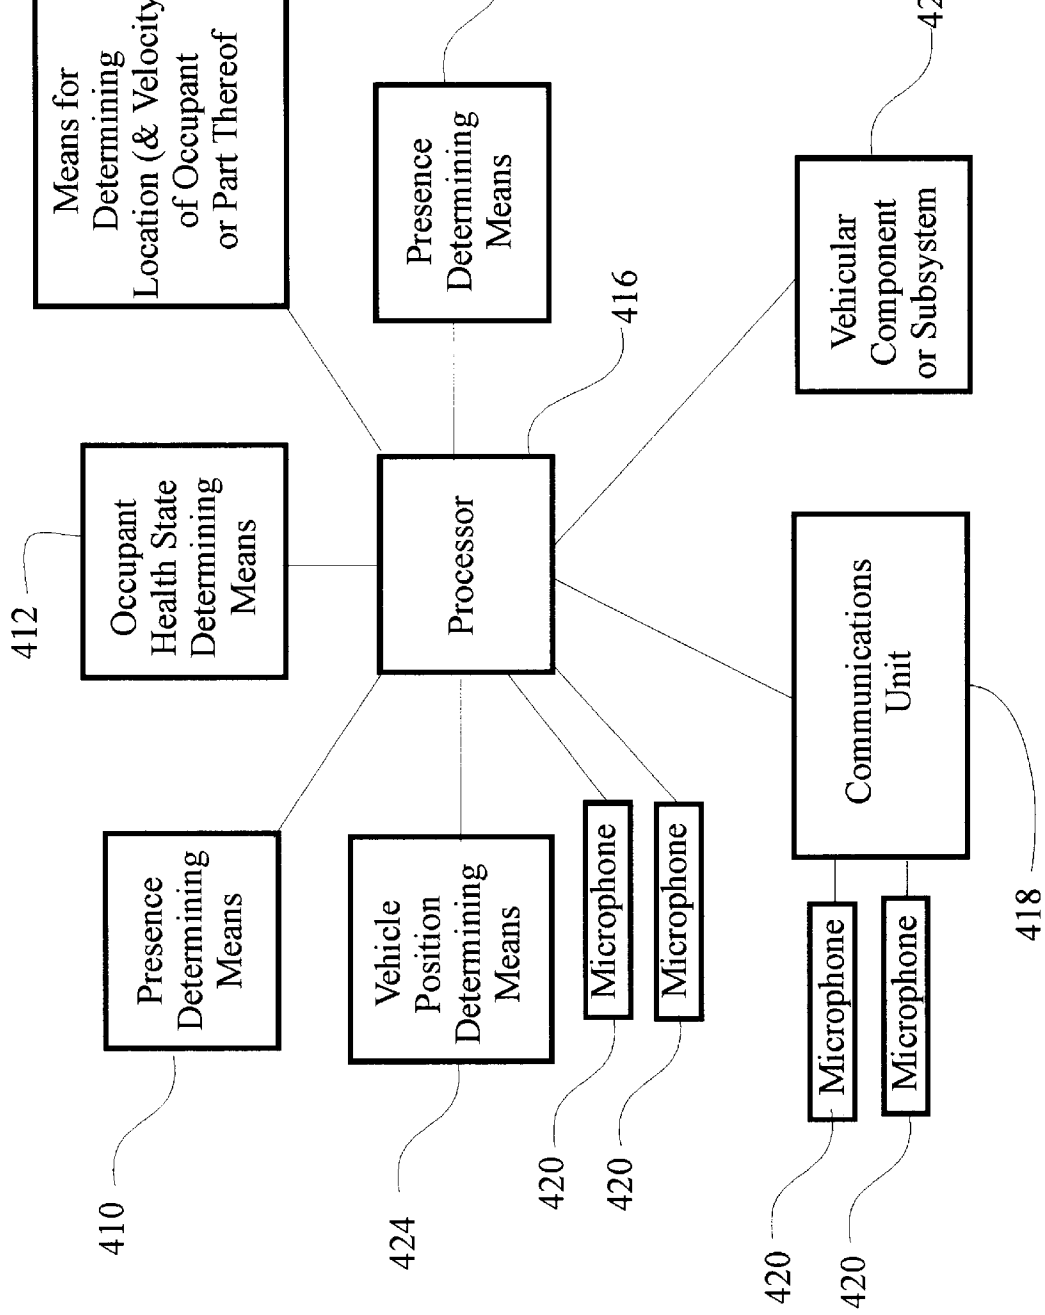 412
Means for
Determining
Location (& Velocity
of Occupant
or Part Thereof
410
Presence
Determining
Means
Occupant
Health State
Determining
Means
424
Vehicle
Position
Determining
Means
Processor
416
Presence
Determining
Means
420
Microphone
420
Microphone
420
Microphone
420
Microphone
Communications
Unit
418
Vehicular
Component
or Subsystem